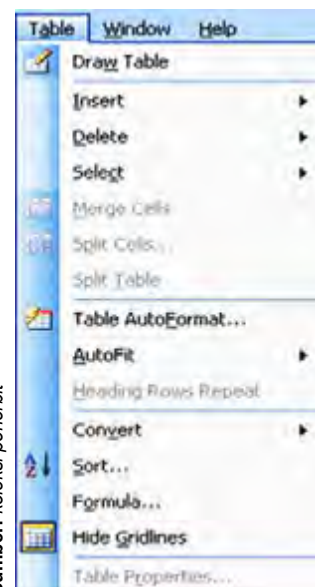 Table Window Help
Draw Table
Insert
Delete
Select
Merge Cells
Split Cells...
Split Table
Table AutoFormat...
AutoFit
Heading Rows Repeat
Convert
Sort...
Formula...
Hide Gridlines
Table Properties...